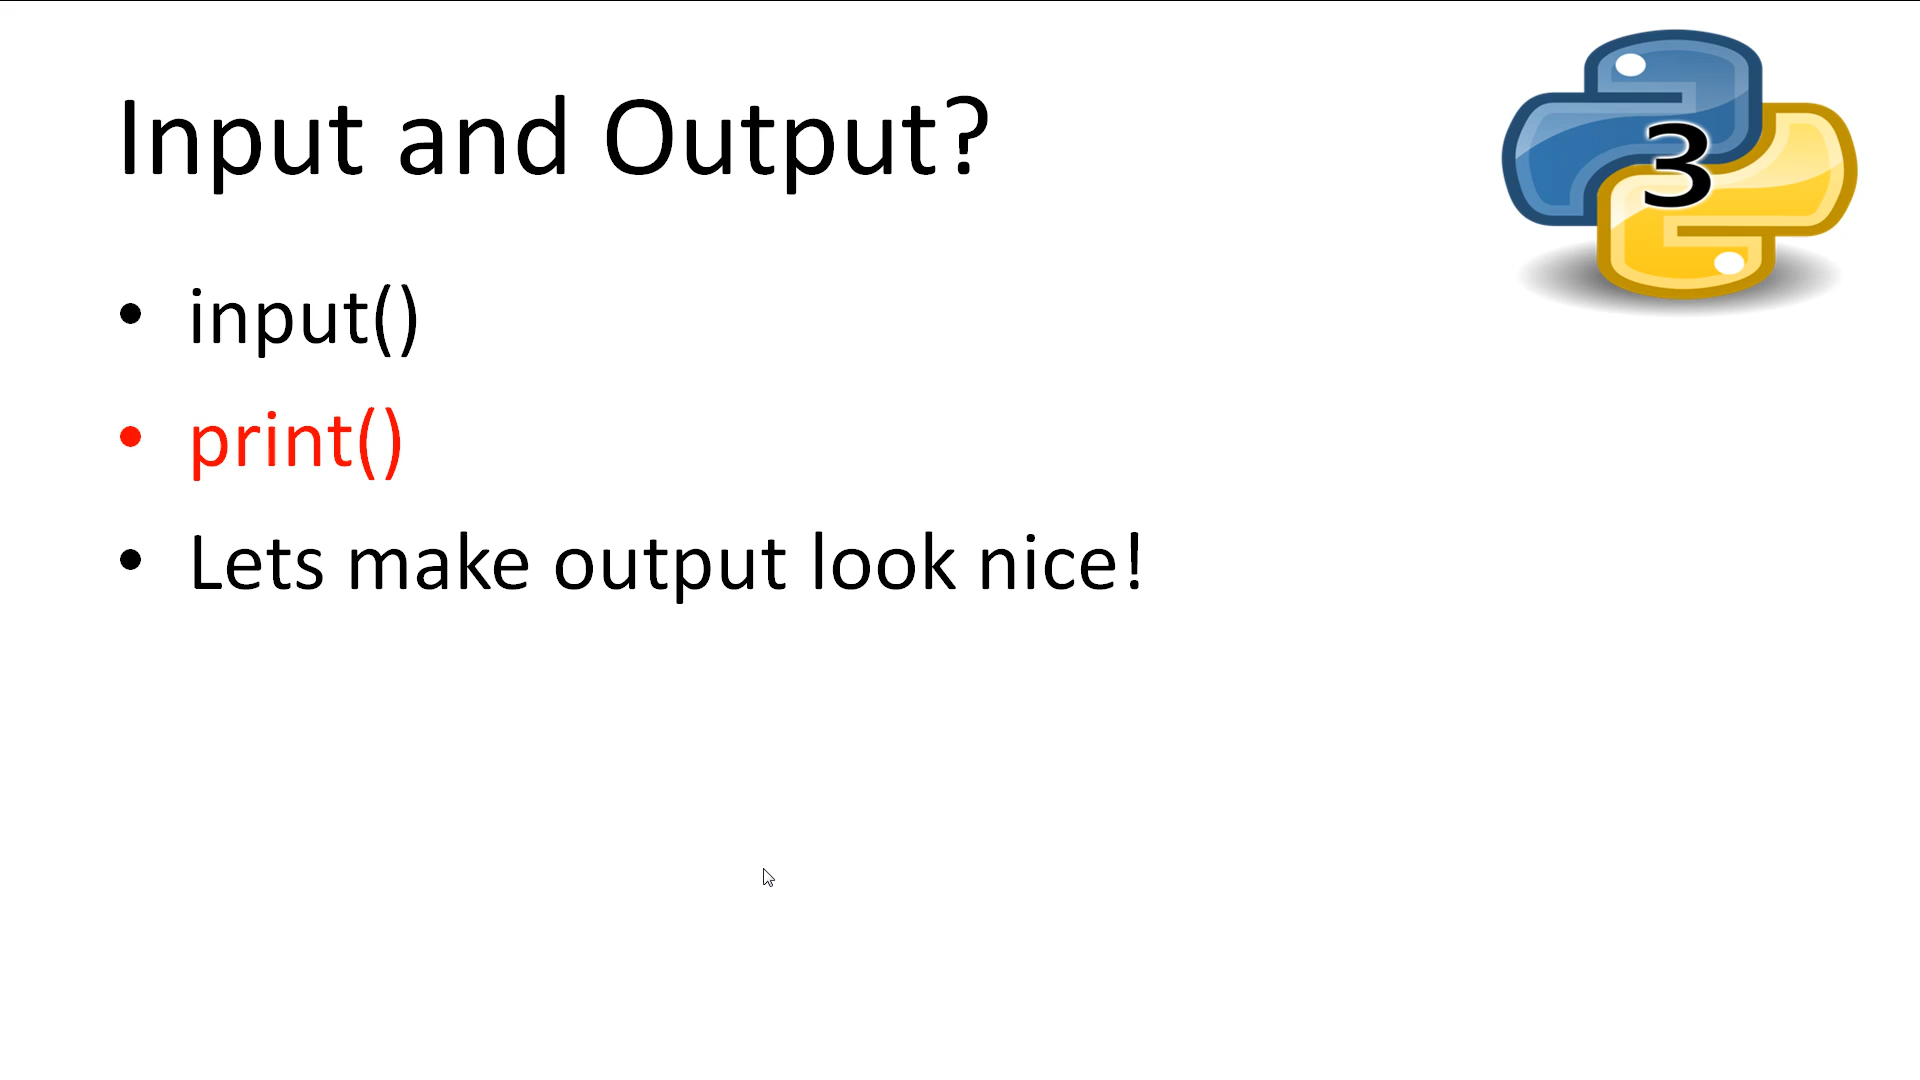 Input and Output?
3
• input()
• print()
• Lets make output look nice!